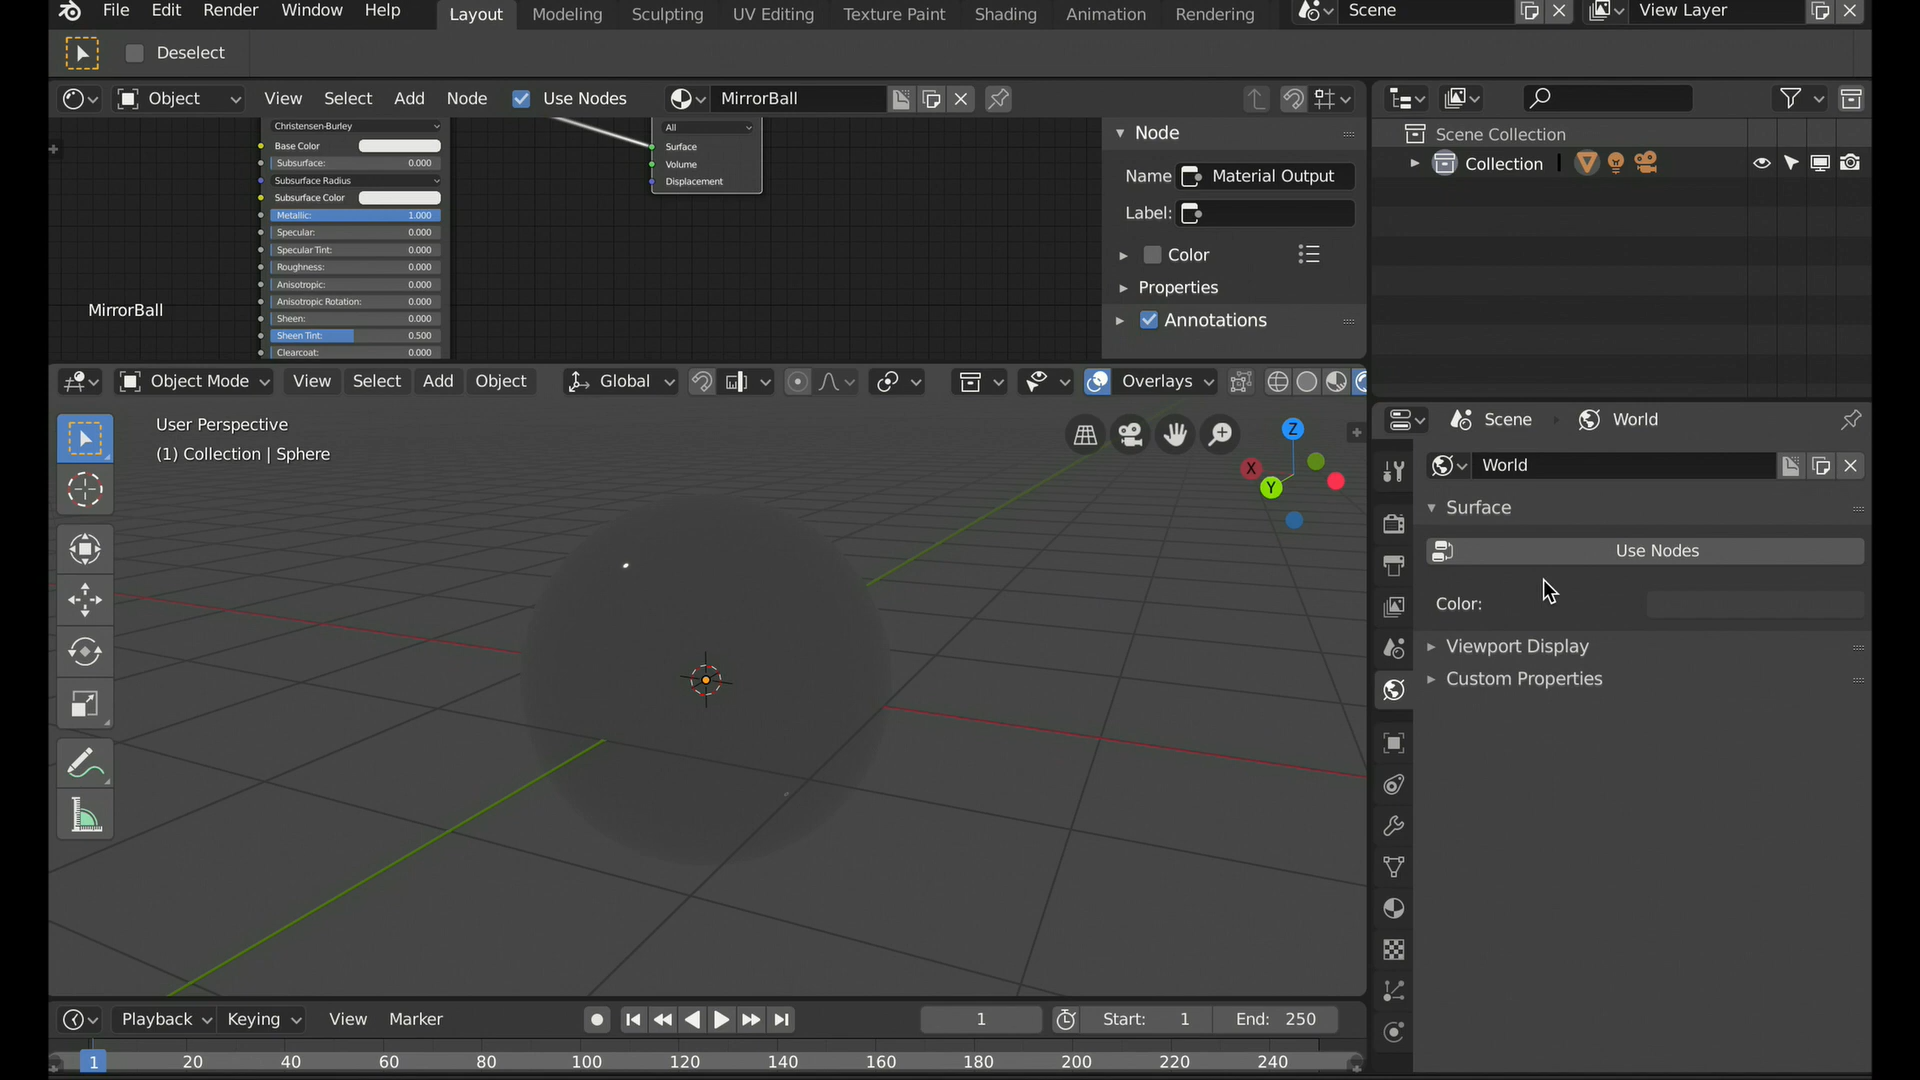 File Edit Render Window Help Layout Modeling Sculpting UV Editing Texture Paint Shading Animation Rendering Scene View Layer
Deselect
Object View Select Add Node Use Nodes MirrorBall
Christensen-Burley
Base Color
Subsurface: 0.000
Subsurface Radius
Subsurface Color
Metallic: 1.000
Specular: 0.000
Specular Tint: 0.000
Roughness: 0.000
Anisotropic: 0.000
Anisotropic Rotation: 0.000
Sheen: 0.000
Sheen Tint: 0.500
Clearcoat: 0.000
MirrorBall
All
Surface
Volume
Displacement
Node
Name Material Output
Label:
Color
Properties
Annotations
Scene Collection
Collection
Object Mode View Select Add Object Global Overlays
User Perspective
(1) Collection | Sphere
Z
X
Y
Scene World
World
Surface
Use Nodes
Color:
Viewport Display
Custom Properties
Playback Keying View Marker 1 Start: 1 End: 250
1 20 40 60 80 100 120 140 160 180 200 220 240